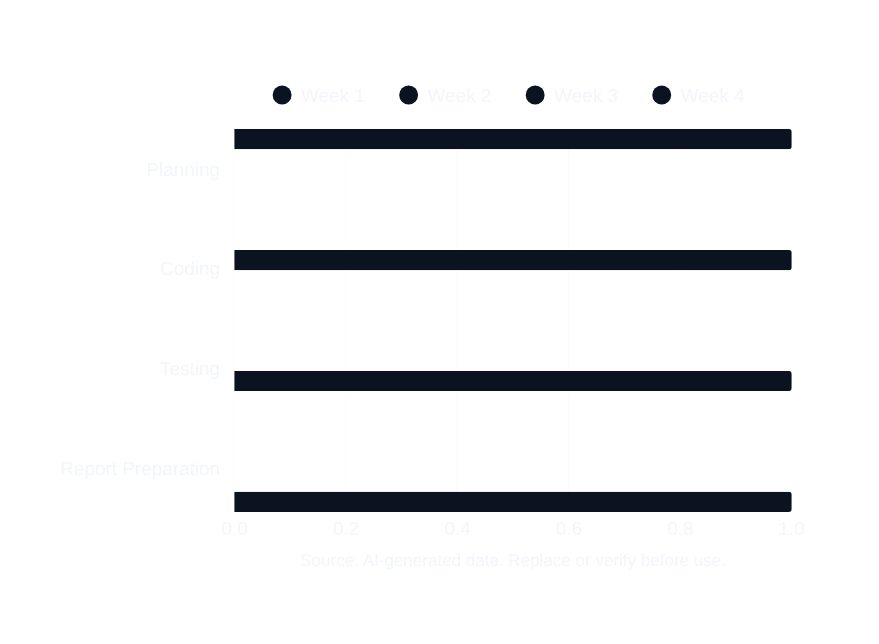 Week 1 Week 2 Week 3 Week 4
Planning
Coding
Testing
Report Preparation
0.0 0.2 0.4 0.6 0.8 1.0
Source: AI-generated data. Replace or verify before use.